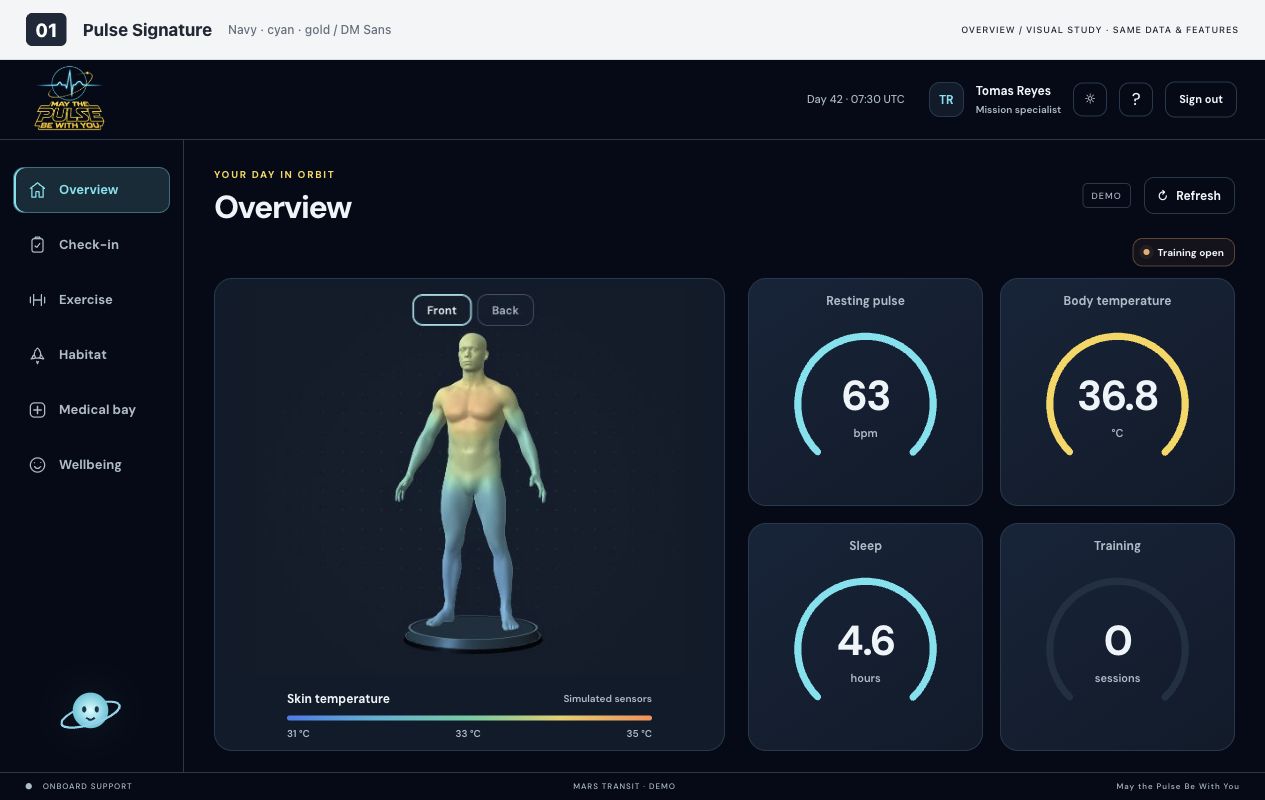 01 Pulse Signature Navy · cyan · gold / DM Sans OVERVIEW / VISUAL STUDY · SAME DATA & FEATURES
MAY THE
PULSE
BE WITH YOU
Day 42 · 07:30 UTC
TR
Tomas Reyes
Mission specialist
?
Sign out
Overview
Check-in
Exercise
Habitat
Medical bay
Wellbeing
YOUR DAY IN ORBIT
Overview
DEMO
Refresh
Training open
Front Back
Skin temperature Simulated sensors
31 °C 33 °C 35 °C
Resting pulse
63
bpm
Body temperature
36.8
°C
Sleep
4.6
hours
Training
0
sessions
ONBOARD SUPPORT MARS TRANSIT · DEMO May the Pulse Be With You